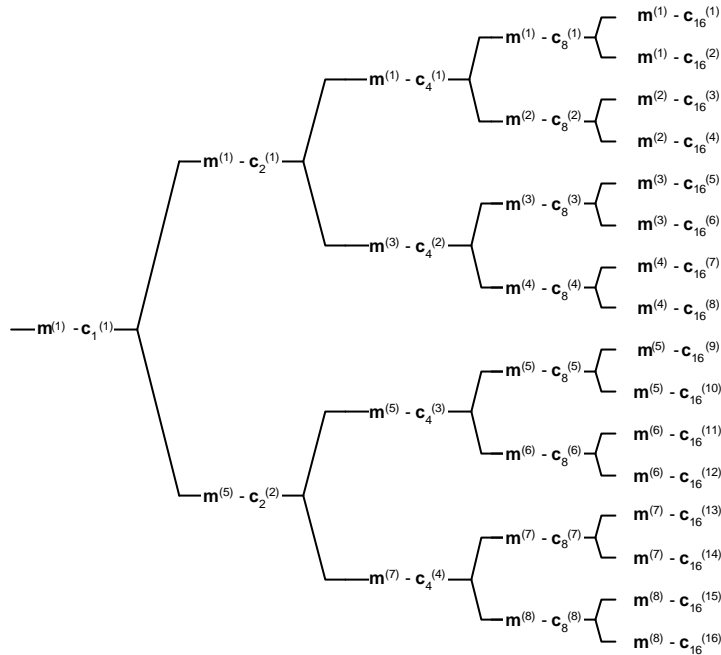 m(1) - c16(1)
m(1) - c8(1)
m(1) - c16(2)
m(1) - c4(1)
m(2) - c16(3)
m(2) - c8(2)
m(2) - c16(4)
m(1) - c2(1)
m(3) - c16(5)
m(3) - c8(3)
m(3) - c16(6)
m(3) - c4(2)
m(4) - c16(7)
m(4) - c8(4)
m(4) - c16(8)
m(1) - c1(1)
m(5) - c16(9)
m(5) - c8(5)
m(5) - c16(10)
m(5) - c4(3)
m(6) - c16(11)
m(6) - c8(6)
m(6) - c16(12)
m(5) - c2(2)
m(7) - c16(13)
m(7) - c8(7)
m(7) - c16(14)
m(7) - c4(4)
m(8) - c16(15)
m(8) - c8(8)
m(8) - c16(16)